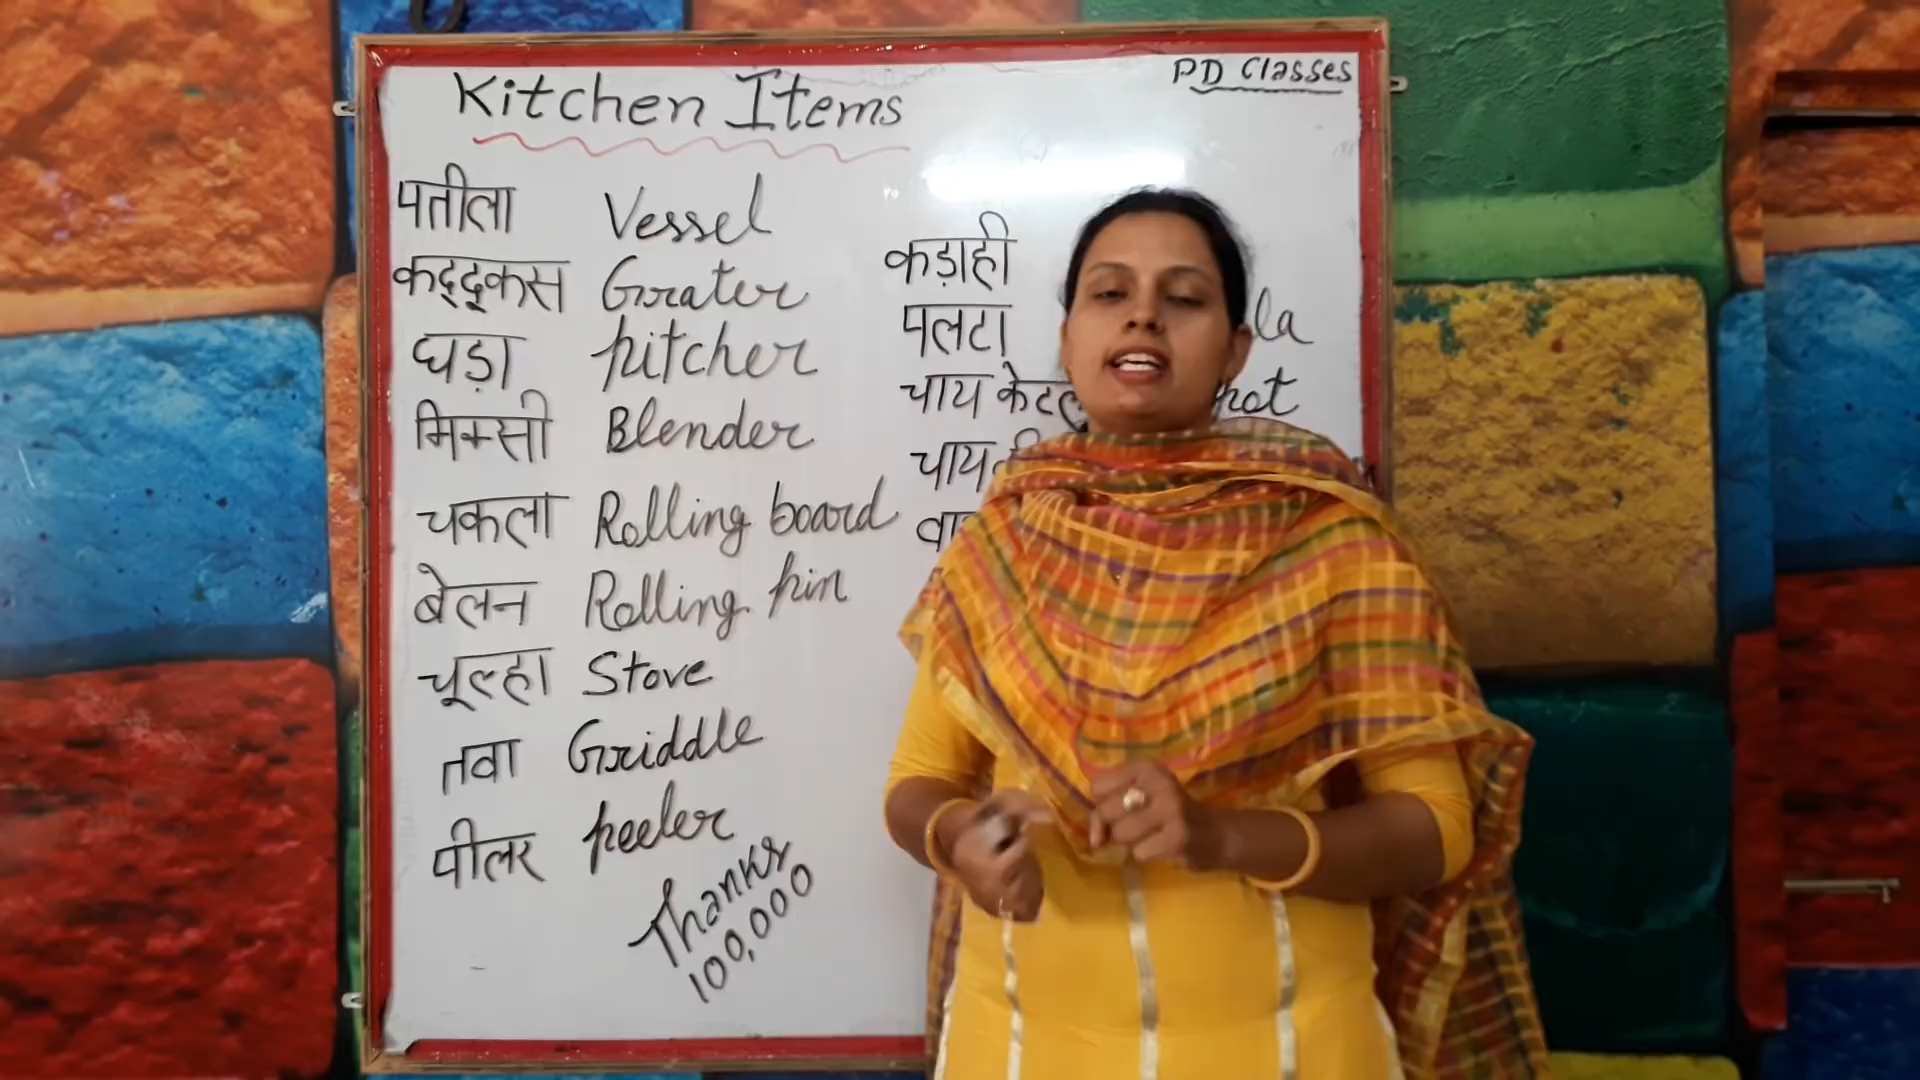 Kitchen Items
PD Classes
पतीला Vessel
कद्दूकस Grater
घड़ा pitcher
मिक्सी Blender
चकला Rolling board
बेलन Rolling pin
चूल्हा Stove
तवा Griddle
पीलर peeler
Thanks
100,000
कड़ाही
पलटा
चाय